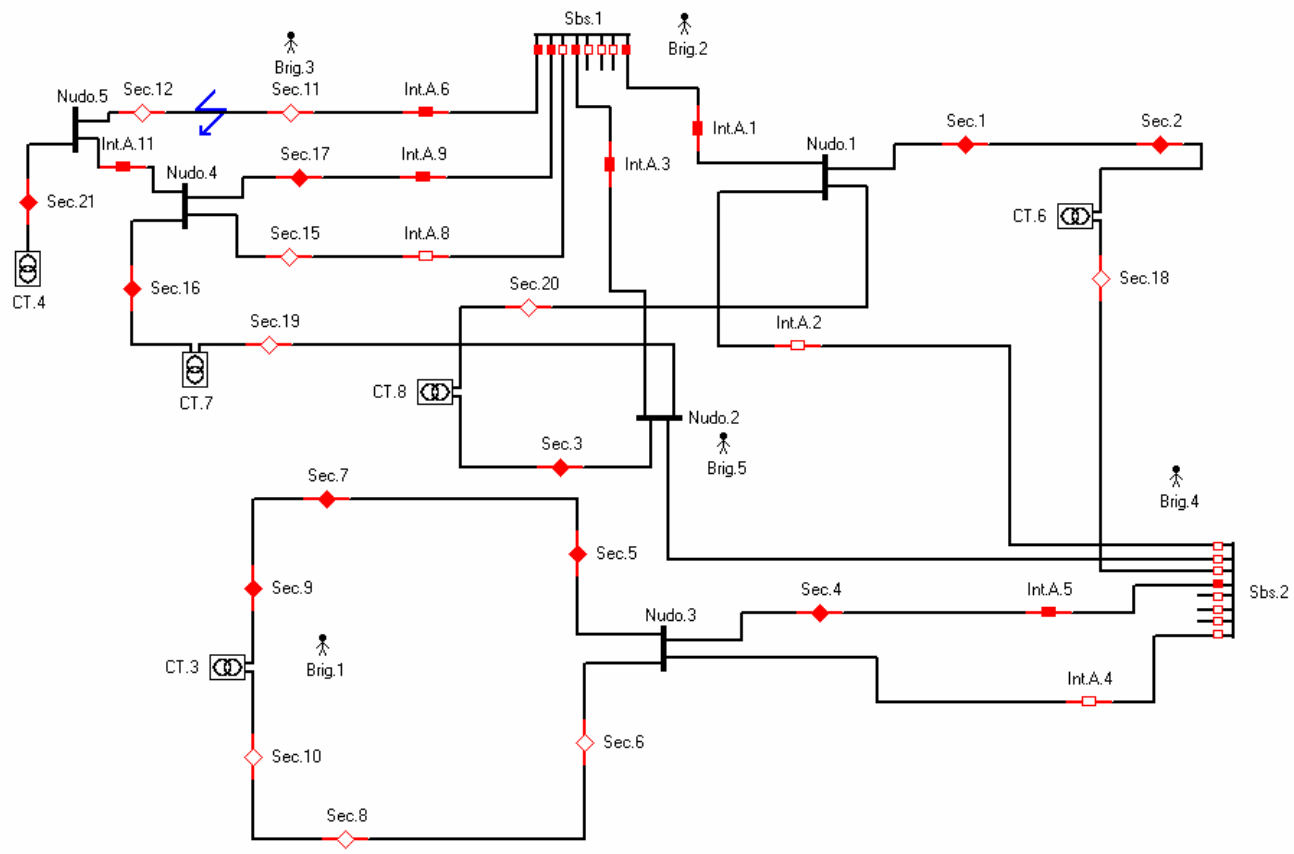 Sbs.1
Brig.2
Brig.3
Sec.12
Sec.11
Int.A.6
Nudo.5
Int.A.11
Int.A.1
Sec.1
Sec.2
Nudo.1
Sec.17
Int.A.9
Int.A.3
Nudo.4
Sec.21
CT.6
Sec.15
Int.A.8
Sec.18
CT.4
Sec.16
Sec.20
Sec.19
Int.A.2
CT.8
CT.7
Nudo.2
Sec.3
Brig.5
Sec.7
Brig.4
Sec.5
Sec.9
Sec.4
Int.A.5
Sbs.2
Nudo.3
CT.3
Brig.1
Int.A.4
Sec.6
Sec.10
Sec.8